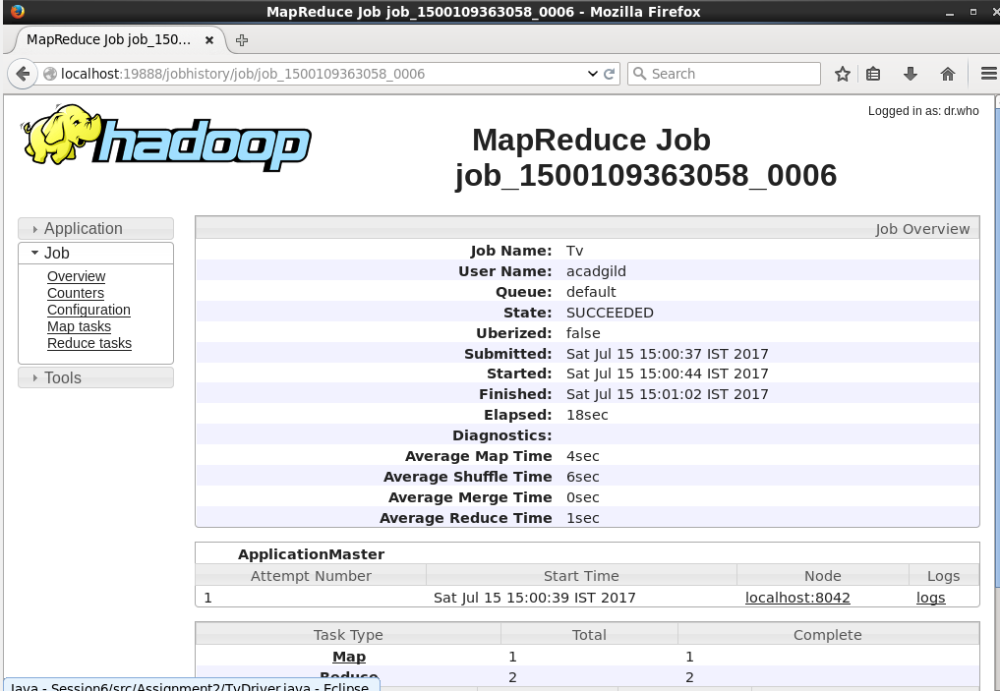 MapReduce Job job_1500109363058_0006 - Mozilla Firefox
MapReduce Job job_150...
localhost:19888/jobhistory/job/job_1500109363058_0006
Search
Logged in as: dr.who
hadoop
MapReduce Job
job_1500109363058_0006
Application
Job
Overview
Counters
Configuration
Map tasks
Reduce tasks
Tools
Job Overview
Job Name: Tv
User Name: acadgild
Queue: default
State: SUCCEEDED
Uberized: false
Submitted: Sat Jul 15 15:00:37 IST 2017
Started: Sat Jul 15 15:00:44 IST 2017
Finished: Sat Jul 15 15:01:02 IST 2017
Elapsed: 18sec
Diagnostics:
Average Map Time 4sec
Average Shuffle Time 6sec
Average Merge Time 0sec
Average Reduce Time 1sec
ApplicationMaster
Attempt Number Start Time Node Logs
1 Sat Jul 15 15:00:39 IST 2017 localhost:8042 logs
Task Type Total Complete
Map 1 1
Reduce 2 2
Java - Session6/src/Assignment2/TvDriver.java - Eclipse